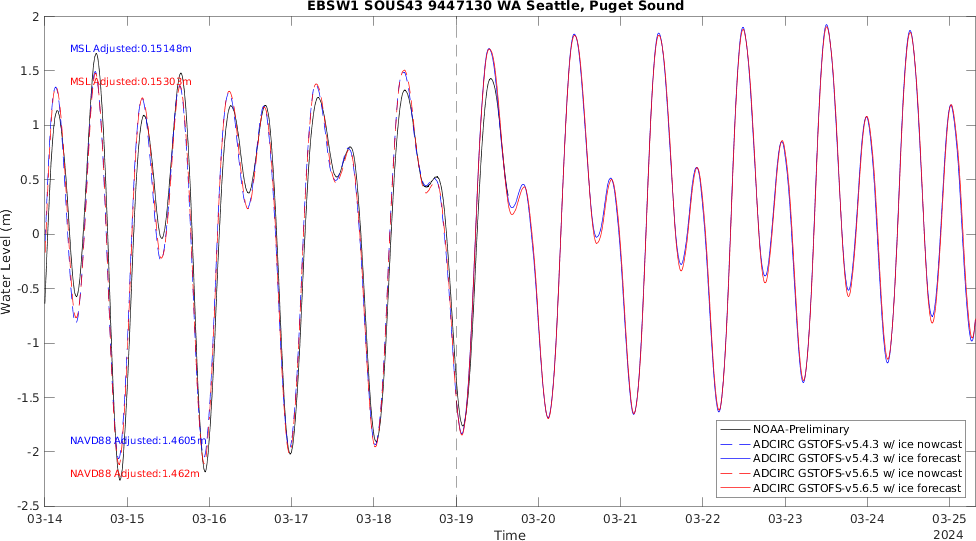 EBSW1 SOUS43 9447130 WA Seattle, Puget Sound
2
1.5
1
0.5
0
-0.5
-1
-1.5
-2
-2.5
Water Level (m)
MSL Adjusted:0.15148m
MSL Adjusted:0.15303m
NAVD88 Adjusted:1.4605m
NAVD88 Adjusted:1.462m
NOAA-Preliminary
ADCIRC GSTOFS-v5.4.3 w/ ice nowcast
ADCIRC GSTOFS-v5.4.3 w/ ice forecast
ADCIRC GSTOFS-v5.6.5 w/ ice nowcast
ADCIRC GSTOFS-v5.6.5 w/ ice forecast
03-14 03-15 03-16 03-17 03-18 03-19 03-20 03-21 03-22 03-23 03-24 03-25
Time
2024